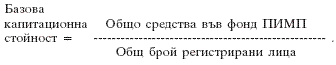 Базова
капитационна Общо средства във фонд ПИМП
стойност = ---------------------------------------------------- .
Общ брой регистрирани лица